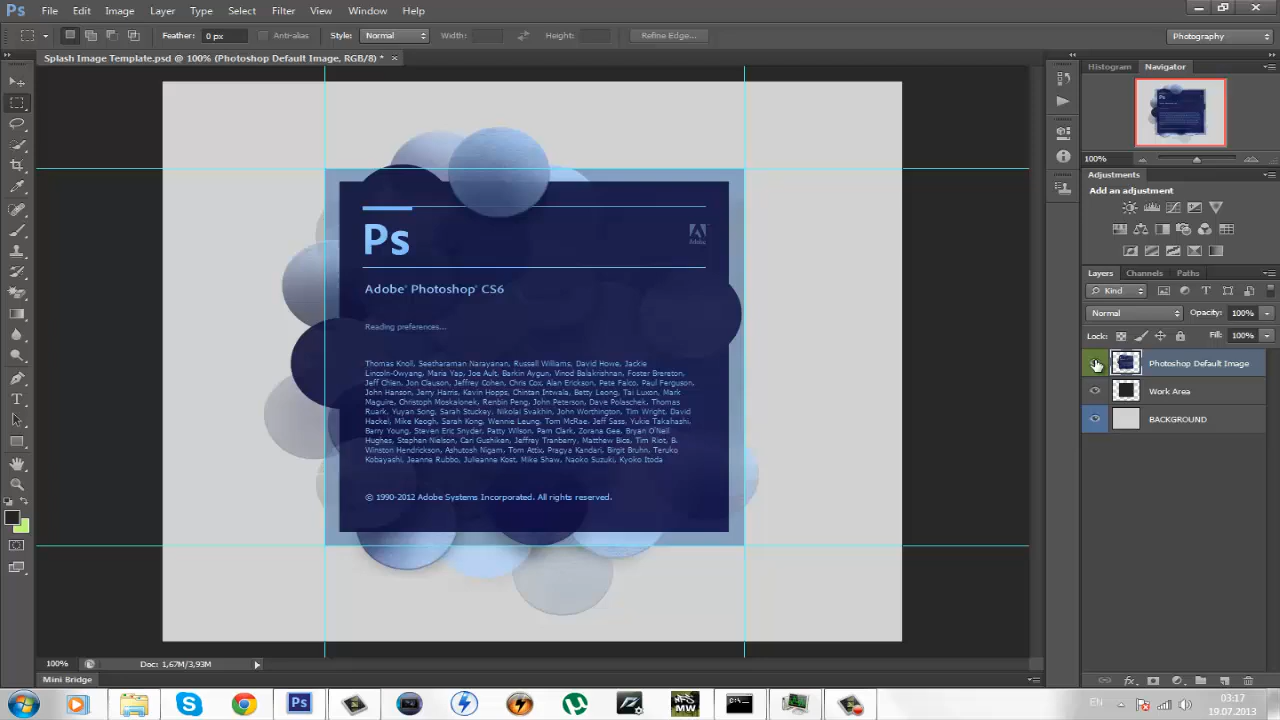 Ps File Edit Image Layer Type Select Filter View Window Help
Feather: 0 px Anti-alias Style: Normal Width: Height: Refine Edge... Photography
Splash Image Template.psd @ 100% (Photoshop Default Image, RGB/8) * ×
Histogram Navigator
100%
Adjustments
Add an adjustment
Layers Channels Paths
Kind
Normal Opacity: 100%
Fill: 100%
Photoshop Default Image
Work Area
BACKGROUND
Ps
Adobe
Adobe® Photoshop® CS6
Reading preferences...
Thomas Knoll, Seetharaman Narayanan, Russell Williams, David Howe, Jackie
Lincoln-Owyang, Maria Yap, Joe Ault, Barkin Aygun, Vinod Balakrishnan, Foster Brereton,
Jeff Chien, Jon Clauson, Jeffrey Cohen, Chris Cox, Alan Erickson, Pete Falco, Paul Ferguson,
John Hanson, Jerry Harris, Kevin Hopps, Chintan Intwala, Betty Leong, Tai Luxon, Mark
Maguire, Christoph Moskalonek, Renbin Peng, John Peterson, Dave Polaschek, Thomas
Ruark, Yuyan Song, Sarah Stuckey, Nikolai Svakhin, John Worthington, Tim Wright, David
Hackel, Mike Keogh, Sarah Kong, Wennie Leung, Tom McRae, Jeff Sass, Yukie Takahashi,
Barry Young, Steven Eric Snyder, Patty Wilson, Pam Clark, Zorana Gee, Bryan O'Neil
Hughes, Stephen Nielson, Cari Gushiken, Jeffrey Tranberry, Matthew Bice, Tim Riot, B.
Winston Hendrickson, Ashutosh Nigam, Tom Attix, Pragya Kandari, Birgit Bruhn, Teruko
Kobayashi, Jeanne Rubbo, Julieanne Kost, Mike Shaw, Naoko Suzuki, Kyoko Itoda
© 1990-2012 Adobe Systems Incorporated. All rights reserved.
100% Doc: 1,67M/3,93M
Mini Bridge
Ps NFS MW EN 03:17
19.07.2013